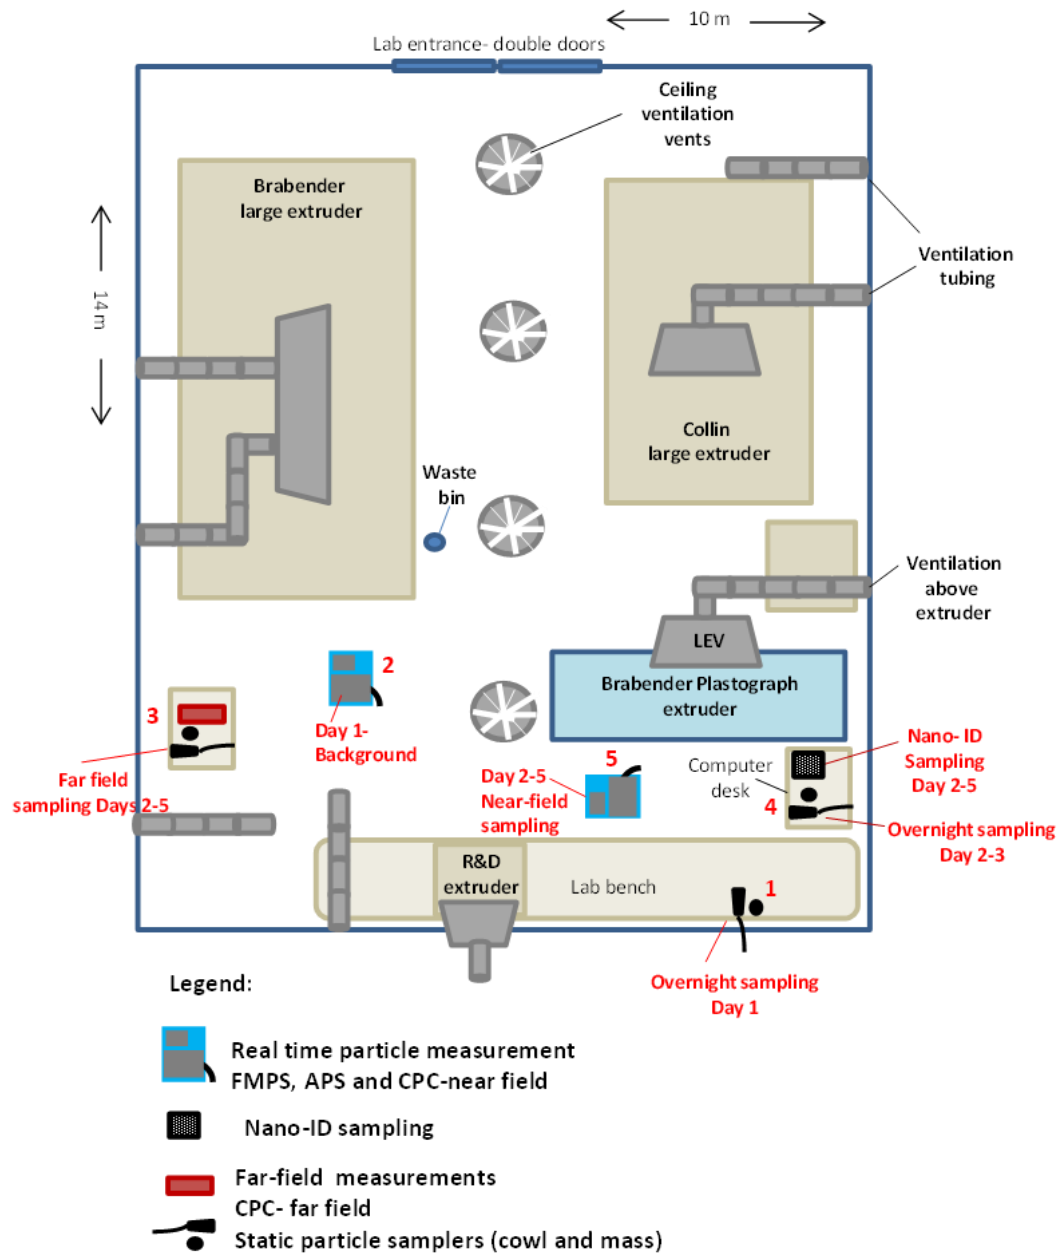 10 m
Lab entrance- double doors
Ceiling
ventilation
vents
Brabender
large extruder
14 m
Ventilation
tubing
Collin
large extruder
Waste
bin
Ventilation
above
extruder
LEV
Brabender Plastograph
extruder
2
Day 1-
Background
3
Far field
sampling Days 2-5
5
Day 2-5
Near-field
sampling
Computer
desk
4
Nano- ID
Sampling
Day 2-5
Overnight sampling
Day 2-3
R&D
extruder
Lab bench
1
Overnight sampling
Day 1
Legend:
Real time particle measurement
FMPS, APS and CPC-near field
Nano-ID sampling
Far-field measurements
CPC- far field
Static particle samplers (cowl and mass)